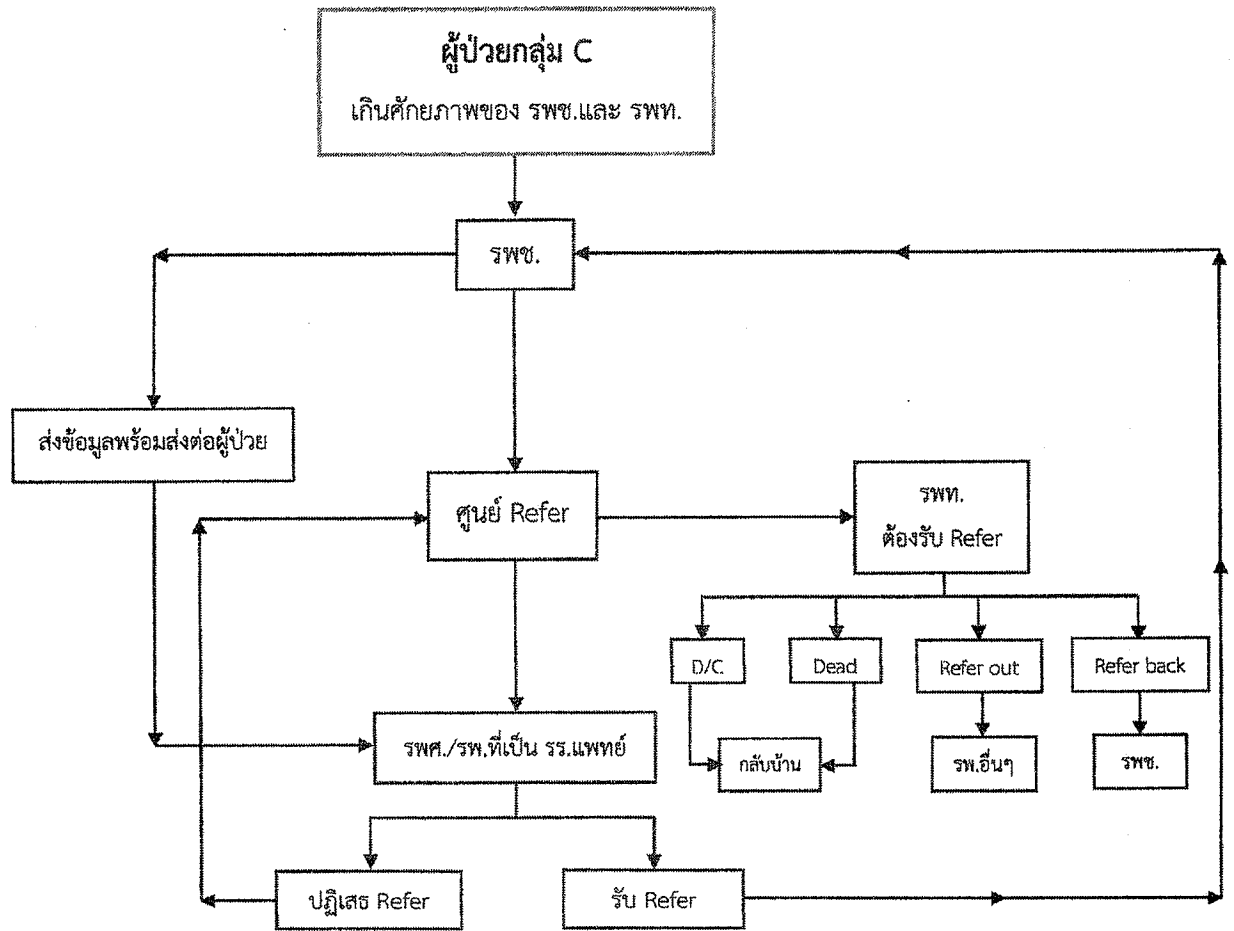 ผู้ป่วยกลุ่ม C
เกินศักยภาพของ รพช.และ รพท.
รพช.
ส่งข้อมูลพร้อมส่งต่อผู้ป่วย
ศูนย์ Refer
รพท.
ต้องรับ Refer
D/C
Dead
Refer out
Refer back
รพศ./รพ.ที่เป็น รร.แพทย์
กลับบ้าน
รพ.อื่นๆ
รพช.
ปฏิเสธ Refer
รับ Refer